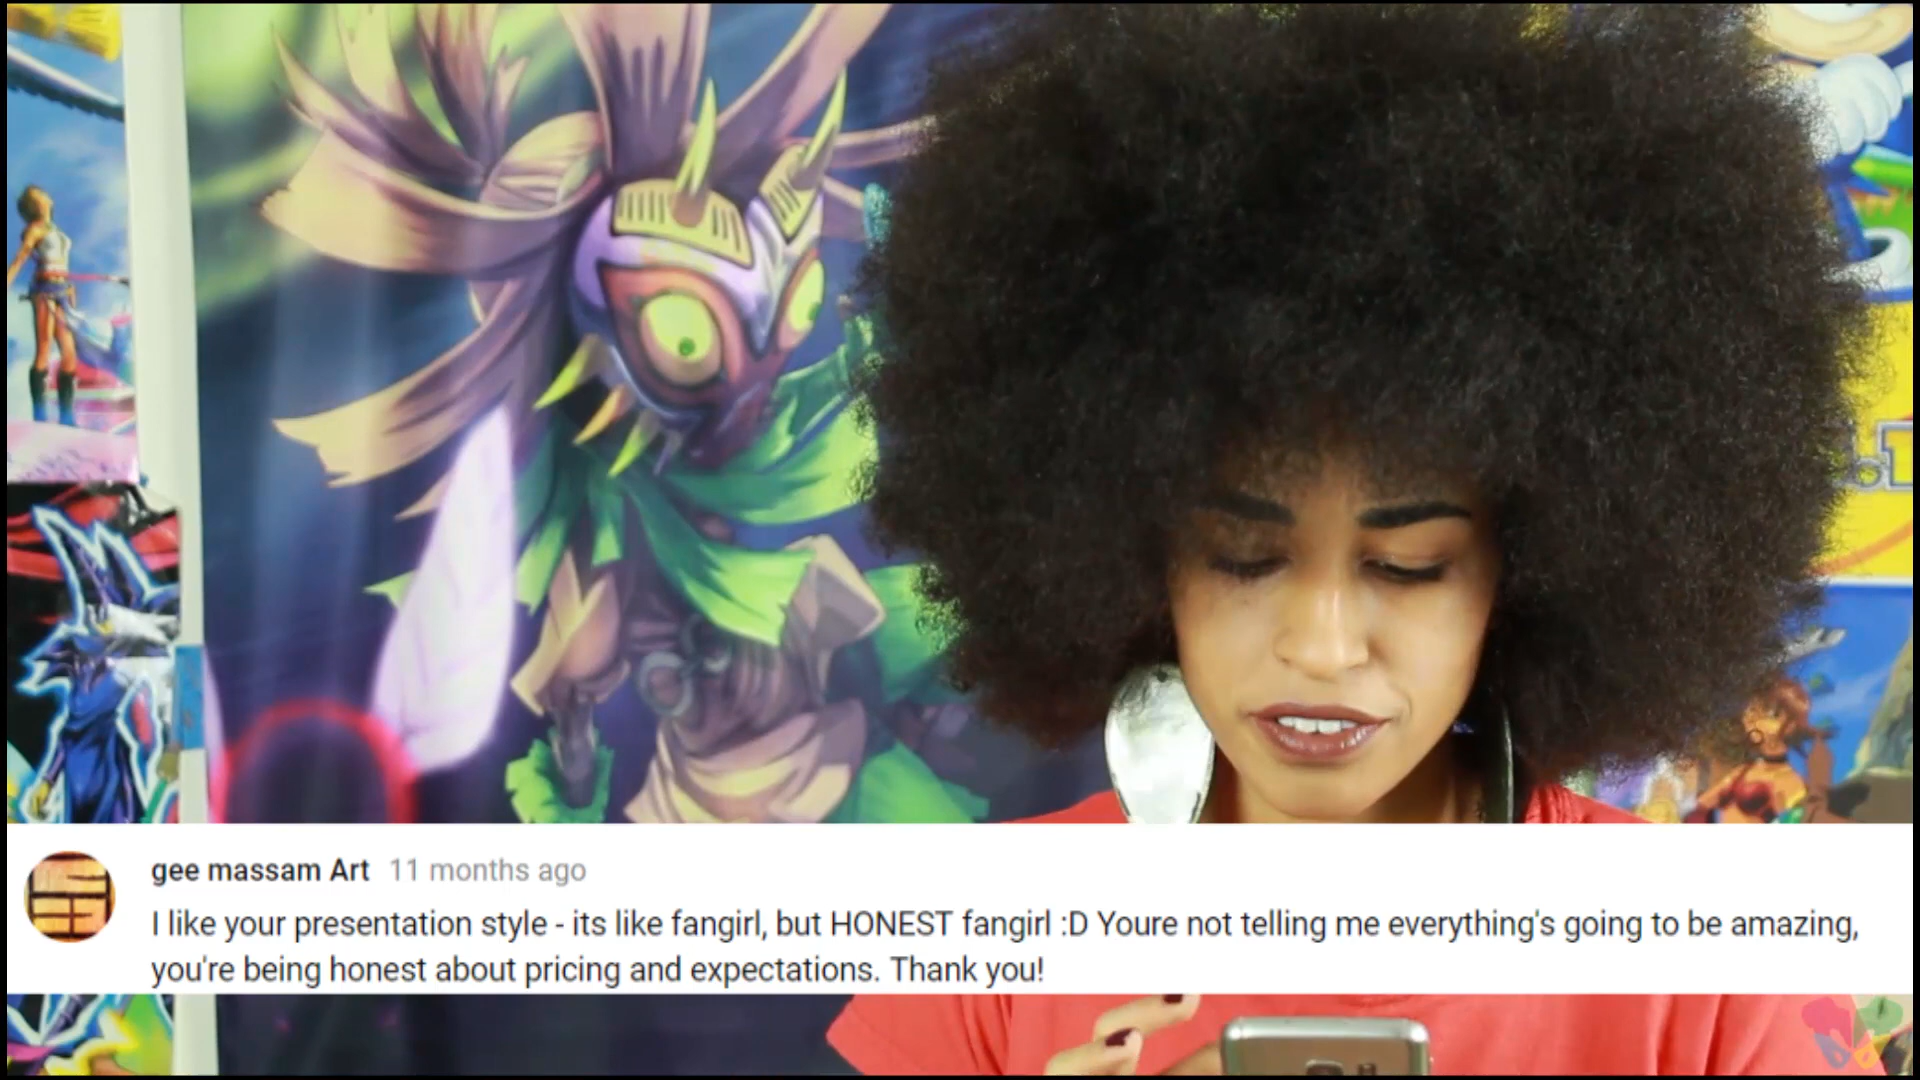 gee massam Art 11 months ago
I like your presentation style - its like fangirl, but HONEST fangirl :D Youre not telling me everything's going to be amazing,
you're being honest about pricing and expectations. Thank you!